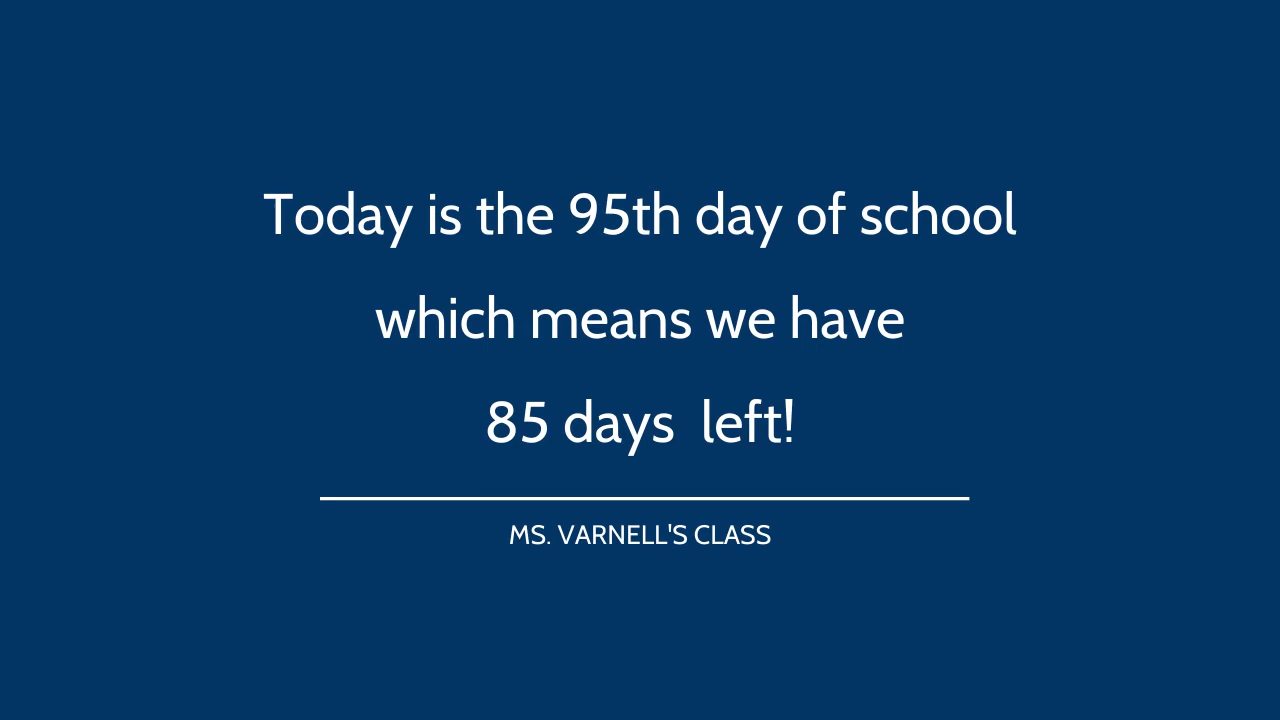 Today is the 95th day of school
which means we have
85 days  left!
MS. VARNELL'S CLASS